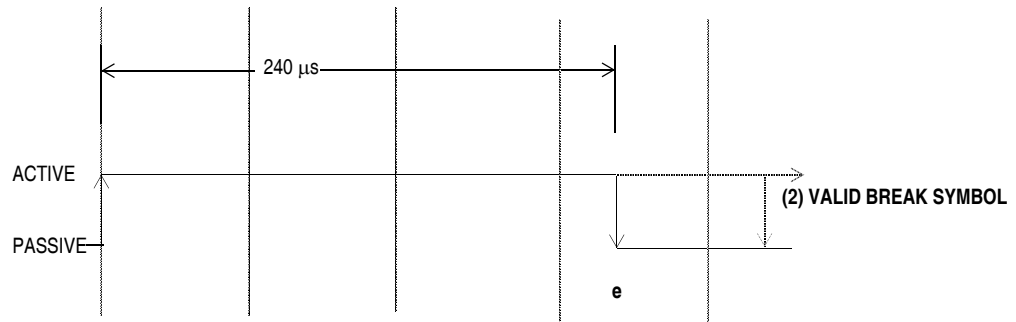 240 μs
ACTIVE
(2) VALID BREAK SYMBOL
PASSIVE
e